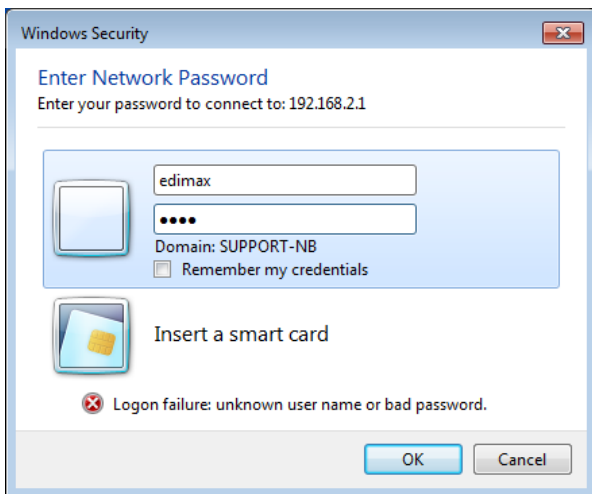 Windows Security
Enter Network Password
Enter your password to connect to: 192.168.2.1
edimax
●●●●
Domain: SUPPORT-NB
Remember my credentials
Insert a smart card
Logon failure: unknown user name or bad password.
OK
Cancel